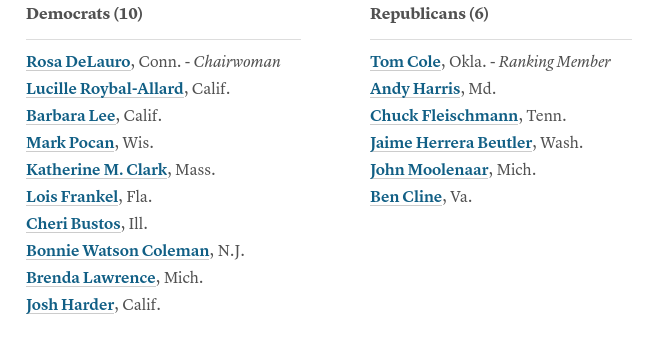 Democrats (10)
Rosa DeLauro, Conn. - Chairwoman
Lucille Roybal-Allard, Calif.
Barbara Lee, Calif.
Mark Pocan, Wis.
Katherine M. Clark, Mass.
Lois Frankel, Fla.
Cheri Bustos, Ill.
Bonnie Watson Coleman, N.J.
Brenda Lawrence, Mich.
Josh Harder, Calif.
Republicans (6)
Tom Cole, Okla. - Ranking Member
Andy Harris, Md.
Chuck Fleischmann, Tenn.
Jaime Herrera Beutler, Wash.
John Moolenaar, Mich.
Ben Cline, Va.